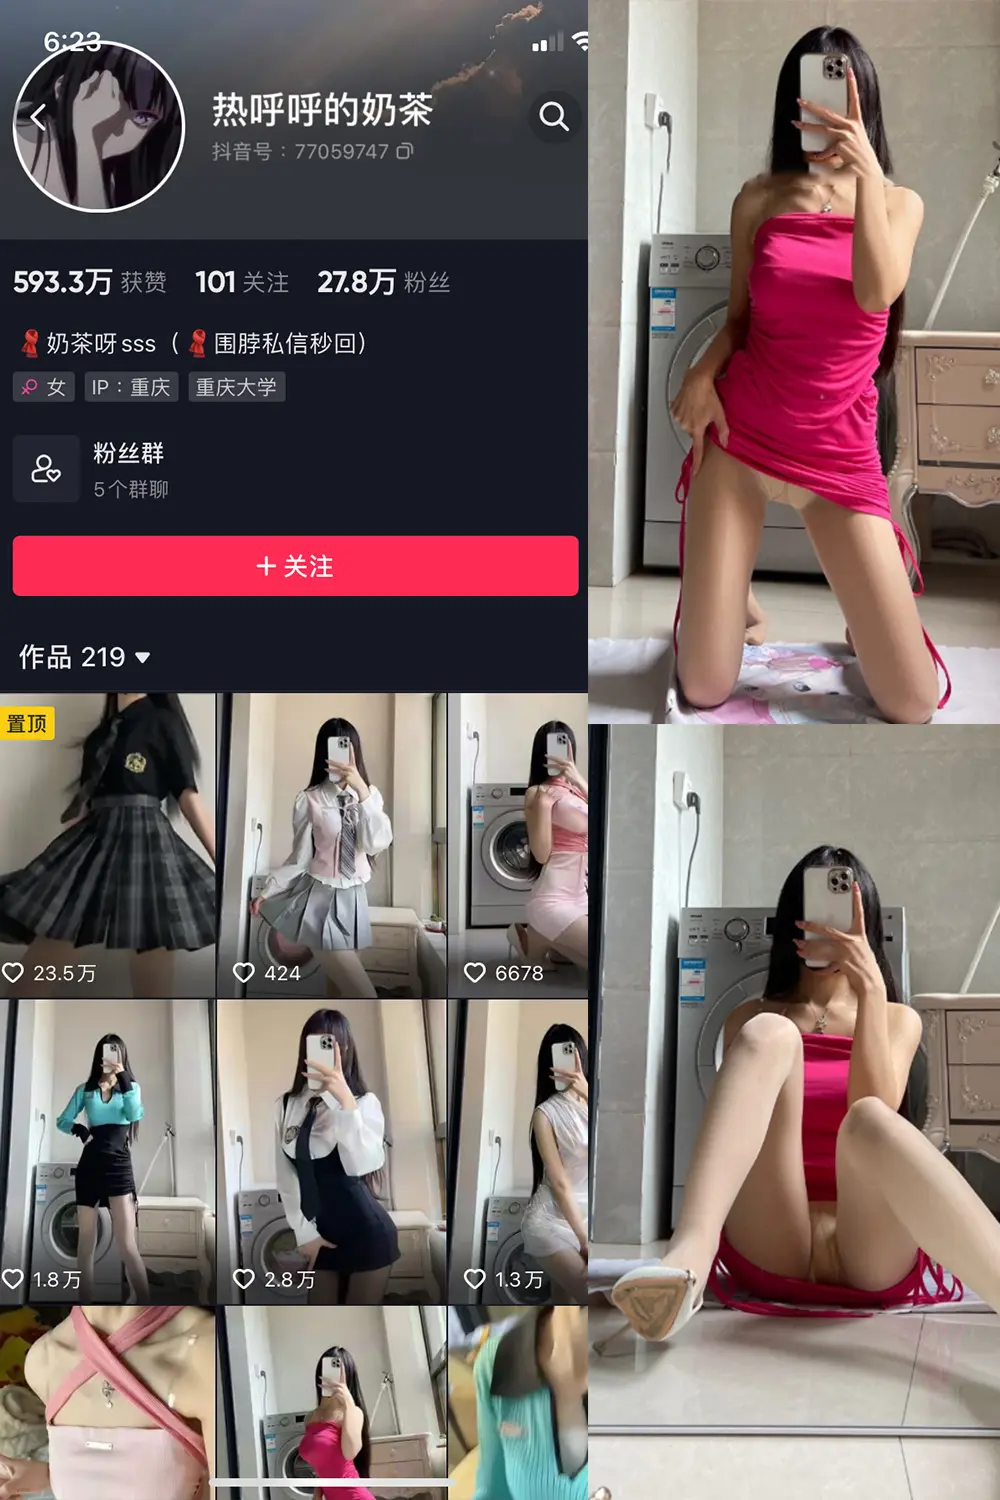 6:23
热呼呼的奶茶
抖音号：77059747
593.3万 获赞 101 关注 27.8万 粉丝
奶茶呀sss（围脖私信秒回）
女 IP：重庆 重庆大学
粉丝群
5个群聊
+ 关注
作品 219
置顶
23.5万 424 6678
1.8万 2.8万 1.3万